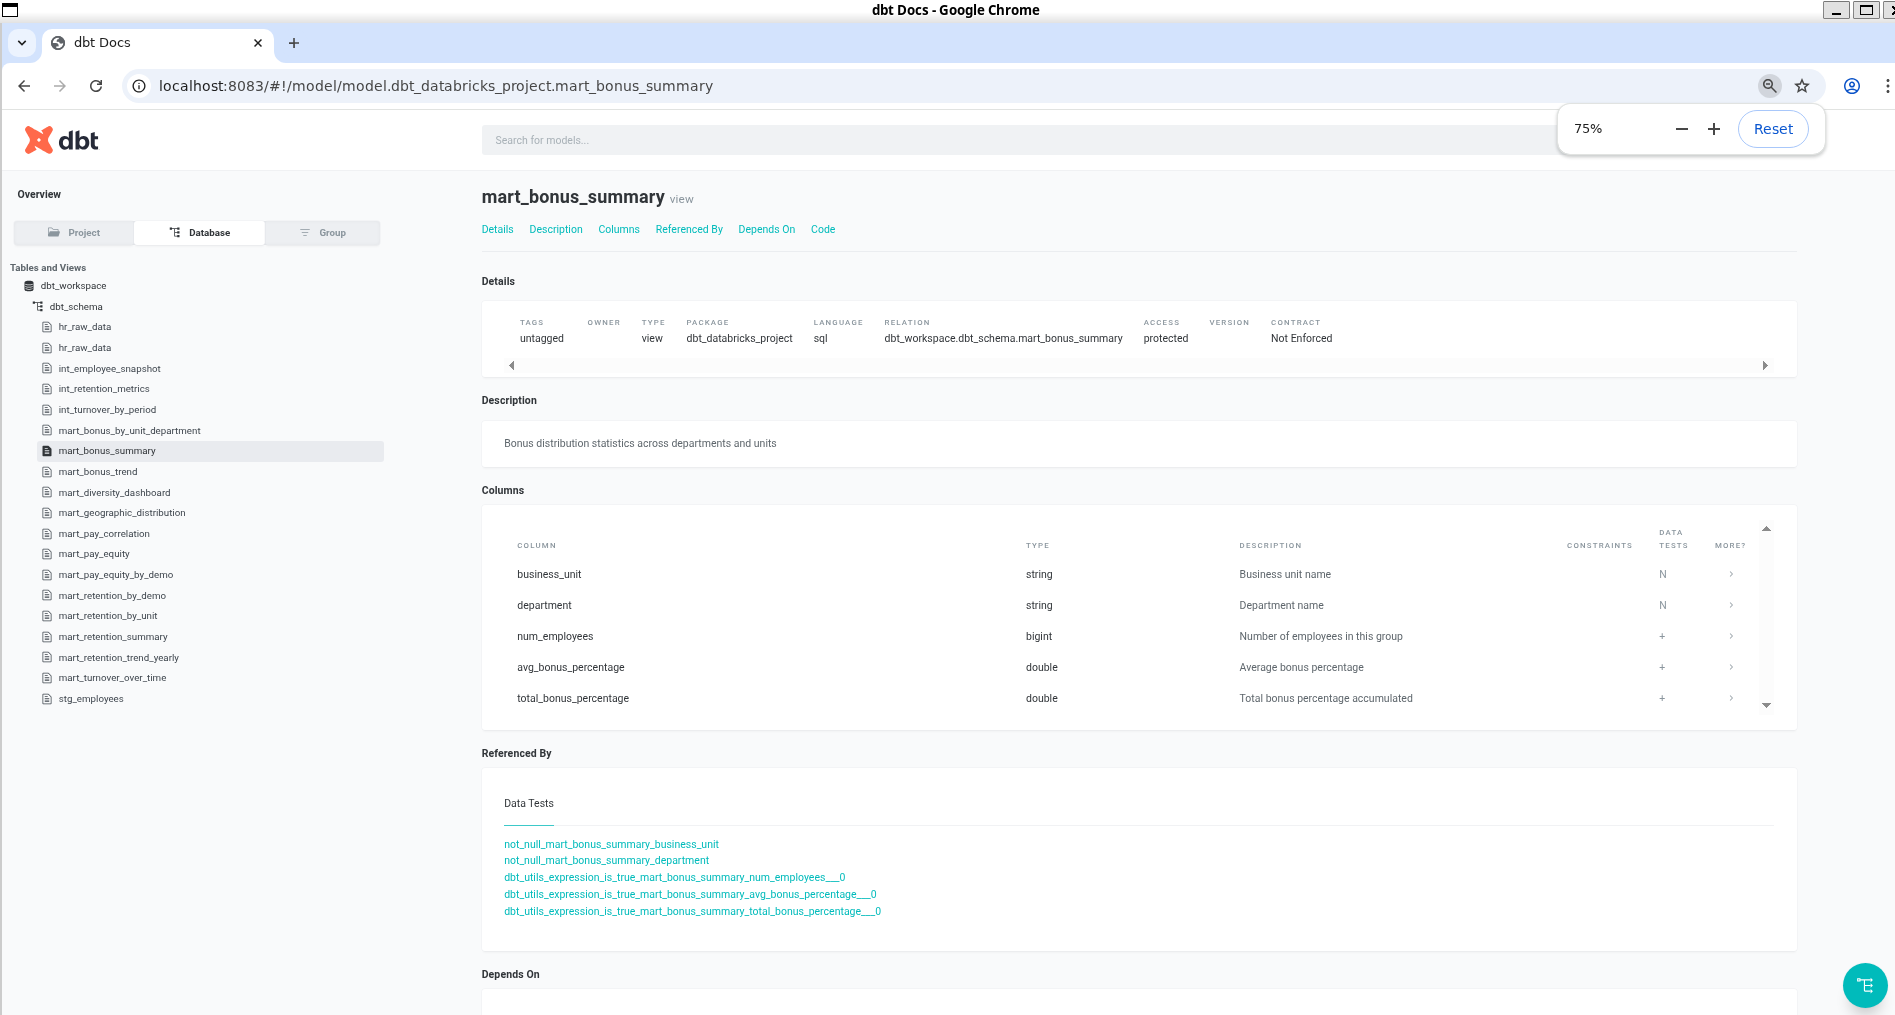 dbt Docs - Google Chrome
dbt Docs
localhost:8083/#!/model/model.dbt_databricks_project.mart_bonus_summary
75%
Reset
dbt
Search for models...
Overview
Project
Database
Group
Tables and Views
dbt_workspace
dbt_schema
hr_raw_data
hr_raw_data
int_employee_snapshot
int_retention_metrics
int_turnover_by_period
mart_bonus_by_unit_department
mart_bonus_summary
mart_bonus_trend
mart_diversity_dashboard
mart_geographic_distribution
mart_pay_correlation
mart_pay_equity
mart_pay_equity_by_demo
mart_retention_by_demo
mart_retention_by_unit
mart_retention_summary
mart_retention_trend_yearly
mart_turnover_over_time
stg_employees
mart_bonus_summary view
Details Description Columns Referenced By Depends On Code
Details
TAGS OWNER TYPE PACKAGE LANGUAGE RELATION ACCESS VERSION CONTRACT
untagged view dbt_databricks_project sql dbt_workspace.dbt_schema.mart_bonus_summary protected Not Enforced
Description
Bonus distribution statistics across departments and units
Columns
COLUMN TYPE DESCRIPTION CONSTRAINTS DATA TESTS MORE?
business_unit string Business unit name N
department string Department name N
num_employees bigint Number of employees in this group +
avg_bonus_percentage double Average bonus percentage +
total_bonus_percentage double Total bonus percentage accumulated +
Referenced By
Data Tests
not_null_mart_bonus_summary_business_unit
not_null_mart_bonus_summary_department
dbt_utils_expression_is_true_mart_bonus_summary_num_employees___0
dbt_utils_expression_is_true_mart_bonus_summary_avg_bonus_percentage___0
dbt_utils_expression_is_true_mart_bonus_summary_total_bonus_percentage___0
Depends On